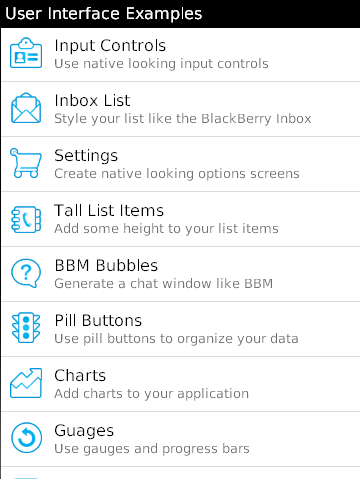 User Interface Examples
Input Controls
Use native looking input controls
Inbox List
Style your list like the BlackBerry Inbox
Settings
Create native looking options screens
Tall List Items
Add some height to your list items
BBM Bubbles
Generate a chat window like BBM
Pill Buttons
Use pill buttons to organize your data
Charts
Add charts to your application
Guages
Use gauges and progress bars